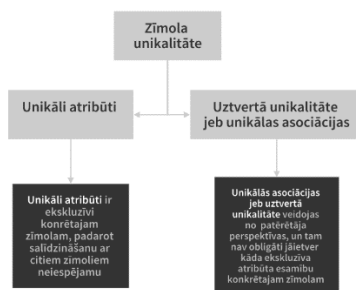 Zīmola
unikalitāte
Unikāli atribūti
Uztvertā unikalitāte
jeb unikālas asociācijas
Unikāli atribūti ir
ekskluzīvi
konrētajam
zīmolam, padarot
salīdzināšanu ar
citiem zīmoliem
neiespējamu
Unikālās asociācijas
jeb uztvertā
unikalitāte veidojas
no patērētāja
perspektīvas, un tam
nav obligāti jāietver
kāda ekskluzīva
atribūta esamību
konkrētajam zīmolam